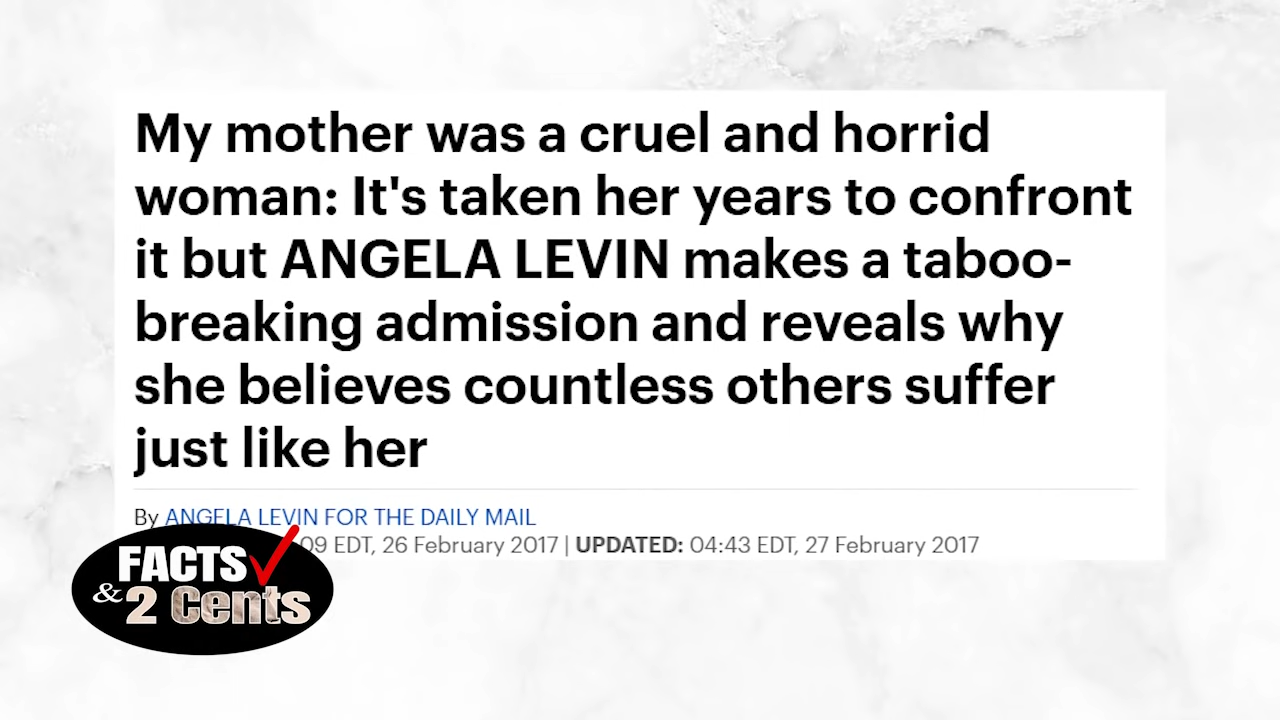 My mother was a cruel and horrid
woman: It's taken her years to confront
it but ANGELA LEVIN makes a taboo-
breaking admission and reveals why
she believes countless others suffer
just like her
By ANGELA LEVIN FOR THE DAILY MAIL
09 EDT, 26 February 2017 | UPDATED: 04:43 EDT, 27 February 2017
FACTS
& 2 Cents